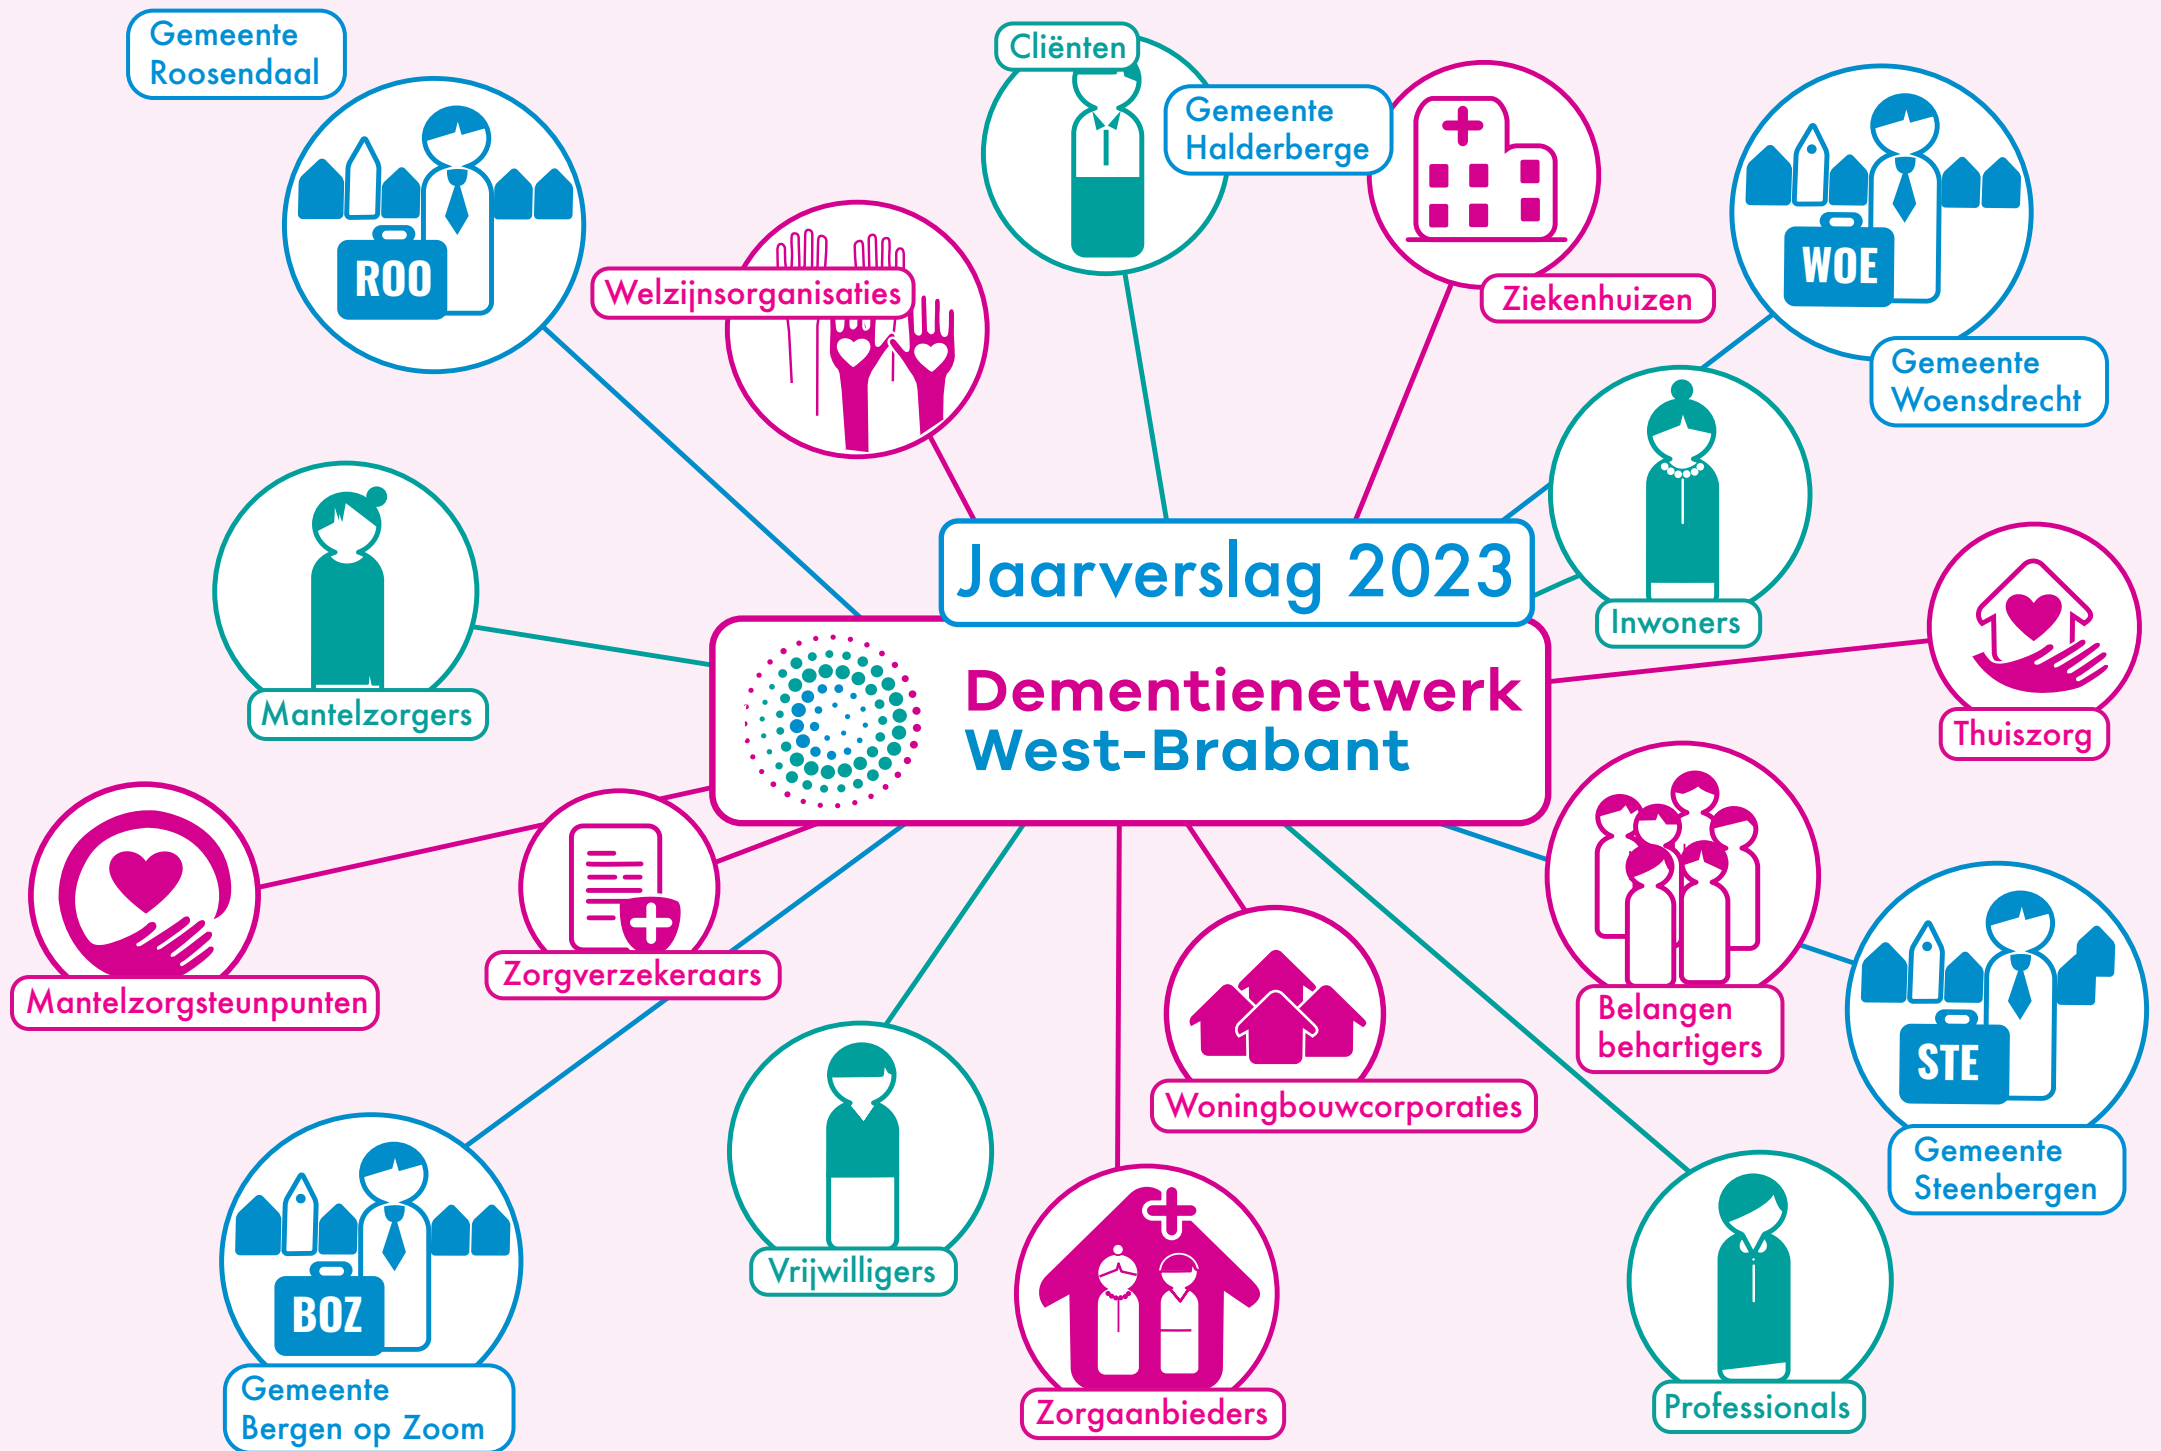 Gemeente
Roosendaal
ROO
Cliënten
Gemeente
Halderberge
Ziekenhuizen
WOE
Gemeente
Woensdrecht
Welzijnsorganisaties
Jaarverslag 2023
Dementienetwerk
West-Brabant
Inwoners
Thuiszorg
Mantelzorgers
Mantelzorgsteunpunten
Zorgverzekeraars
Belangen
behartigers
STE
Gemeente
Steenbergen
Woningbouwcorporaties
Vrijwilligers
BOZ
Gemeente
Bergen op Zoom
Zorgaanbieders
Professionals